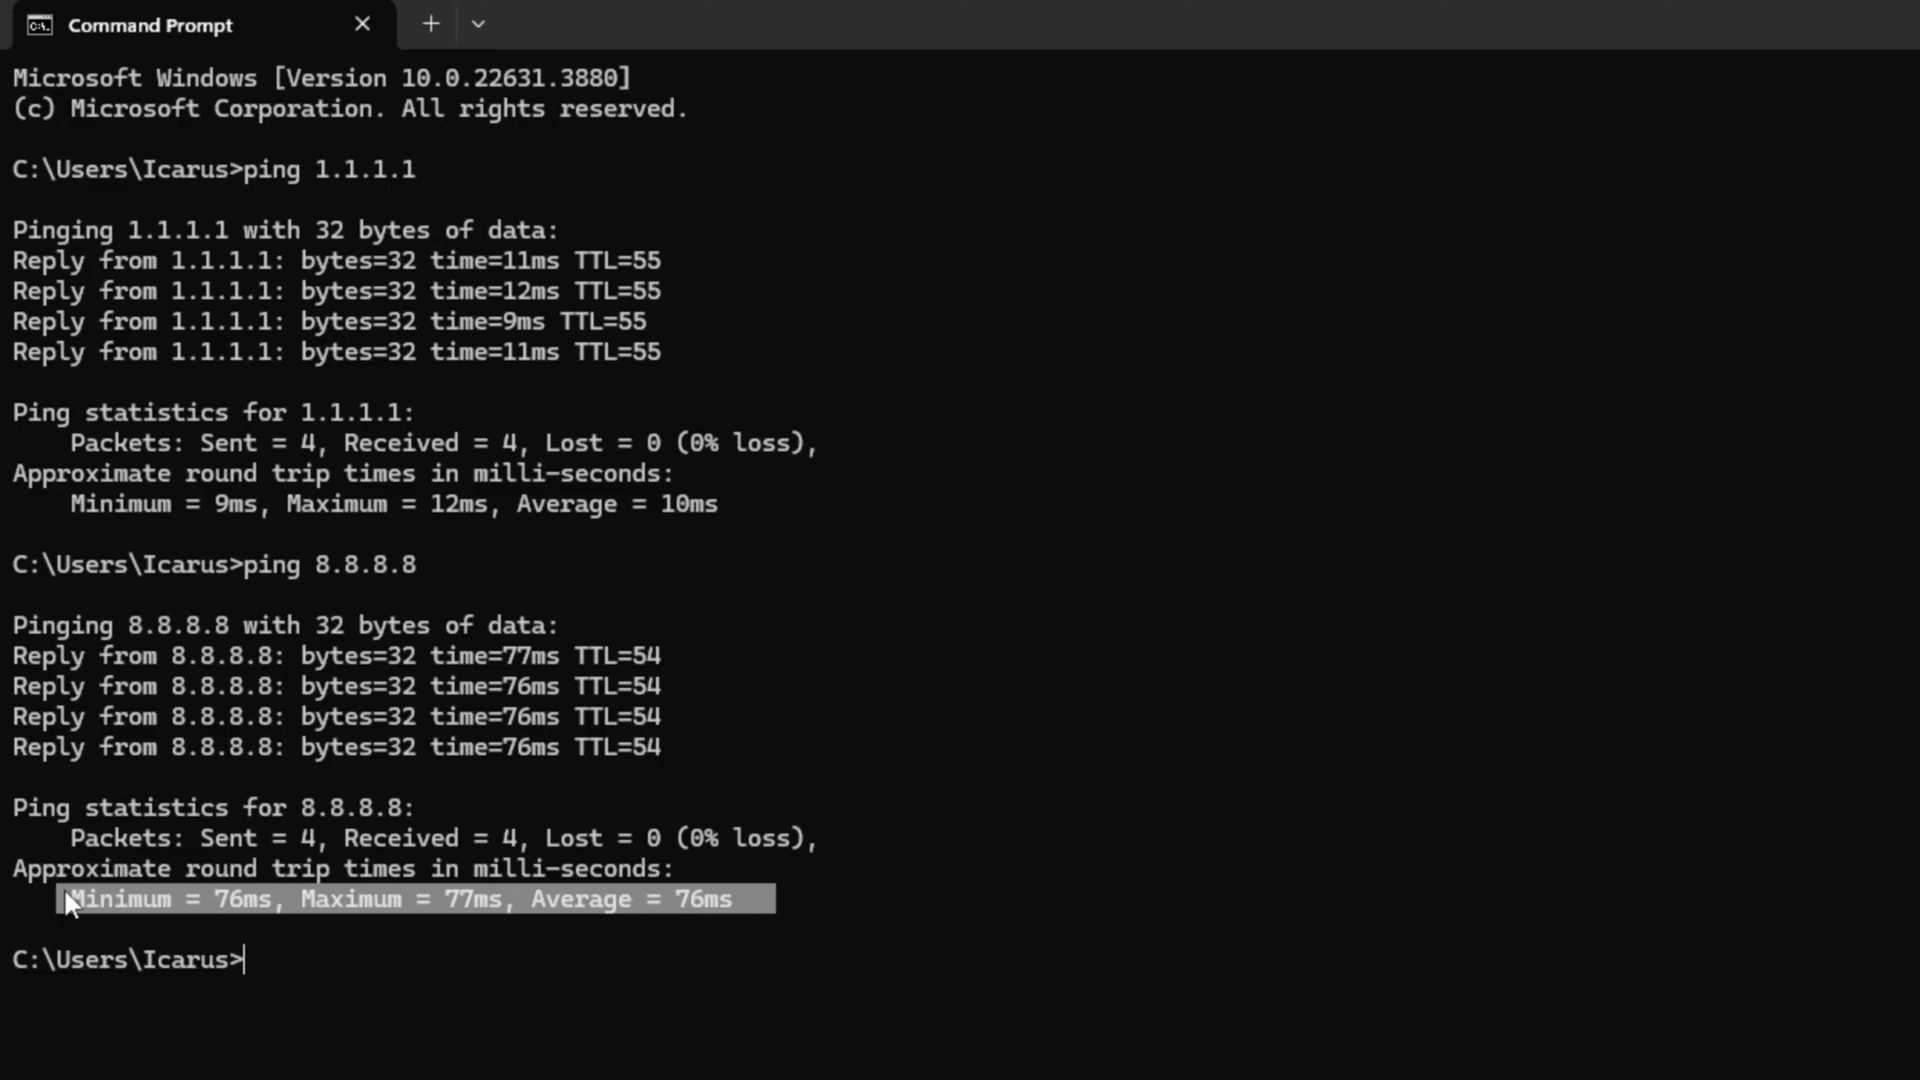 Command Prompt
Microsoft Windows [Version 10.0.22631.3880]
(c) Microsoft Corporation. All rights reserved.
C:\Users\Icarus>ping 1.1.1.1
Pinging 1.1.1.1 with 32 bytes of data:
Reply from 1.1.1.1: bytes=32 time=11ms TTL=55
Reply from 1.1.1.1: bytes=32 time=12ms TTL=55
Reply from 1.1.1.1: bytes=32 time=9ms TTL=55
Reply from 1.1.1.1: bytes=32 time=11ms TTL=55
Ping statistics for 1.1.1.1:
    Packets: Sent = 4, Received = 4, Lost = 0 (0% loss),
Approximate round trip times in milli-seconds:
    Minimum = 9ms, Maximum = 12ms, Average = 10ms
C:\Users\Icarus>ping 8.8.8.8
Pinging 8.8.8.8 with 32 bytes of data:
Reply from 8.8.8.8: bytes=32 time=77ms TTL=54
Reply from 8.8.8.8: bytes=32 time=76ms TTL=54
Reply from 8.8.8.8: bytes=32 time=76ms TTL=54
Reply from 8.8.8.8: bytes=32 time=76ms TTL=54
Ping statistics for 8.8.8.8:
    Packets: Sent = 4, Received = 4, Lost = 0 (0% loss),
Approximate round trip times in milli-seconds:
    Minimum = 76ms, Maximum = 77ms, Average = 76ms
C:\Users\Icarus>